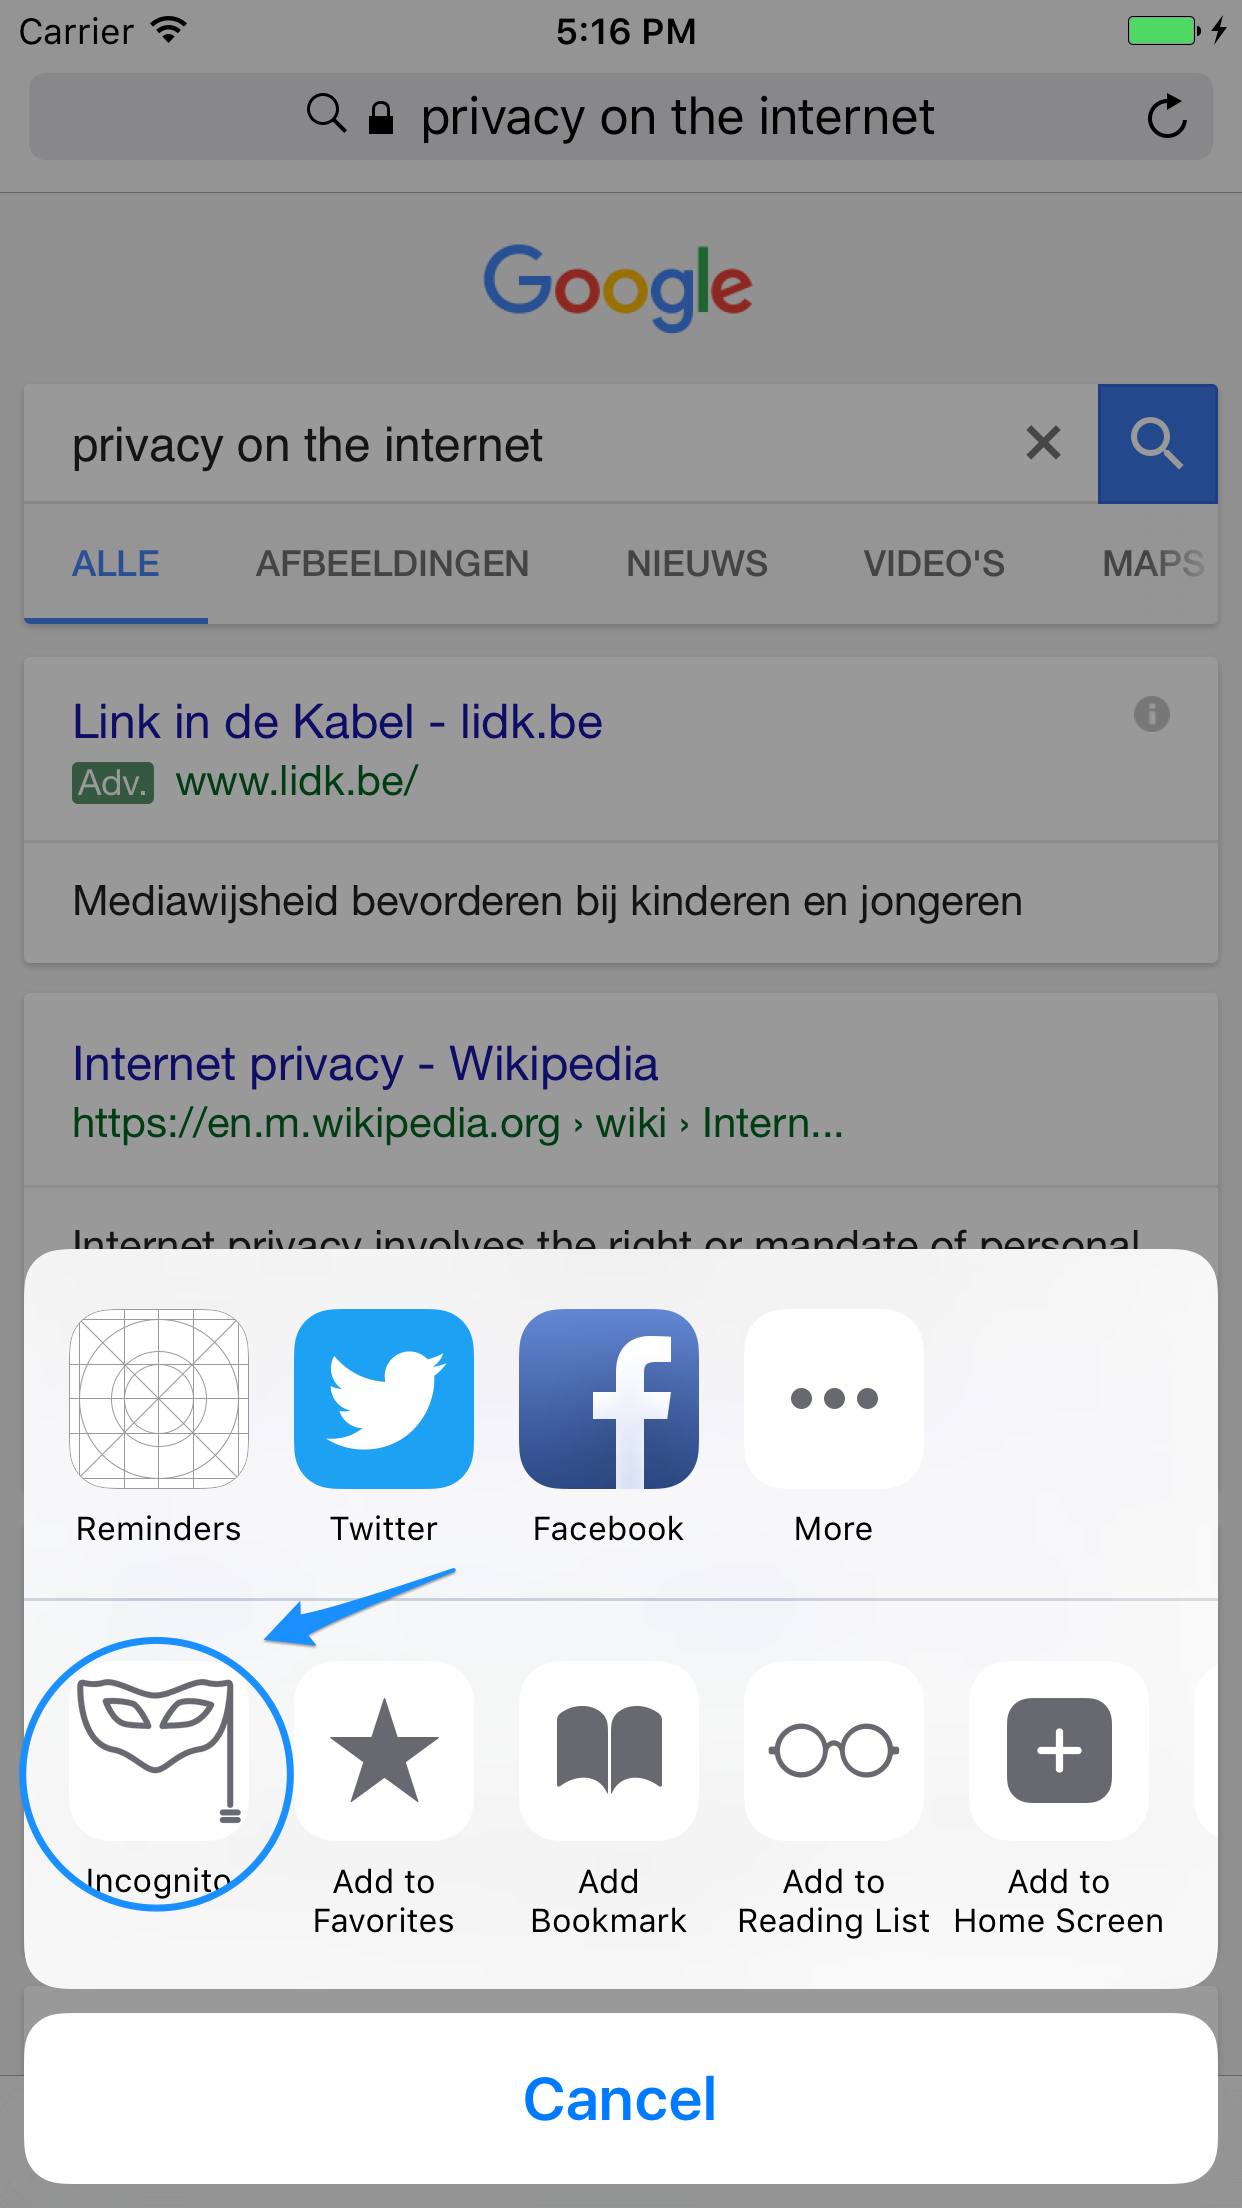 Carrier 5:16 PM
privacy on the internet
Google
privacy on the internet
ALLE AFBEELDINGEN NIEUWS VIDEO'S MAPS
Link in de Kabel - lidk.be
Adv. www.lidk.be/
Mediawijsheid bevorderen bij kinderen en jongeren
Internet privacy - Wikipedia
https://en.m.wikipedia.org › wiki › Intern...
Internet privacy involves the right or mandate of personal
Reminders Twitter Facebook More
Incognito Add to Favorites Add Bookmark Add to Reading List Add to Home Screen
Cancel